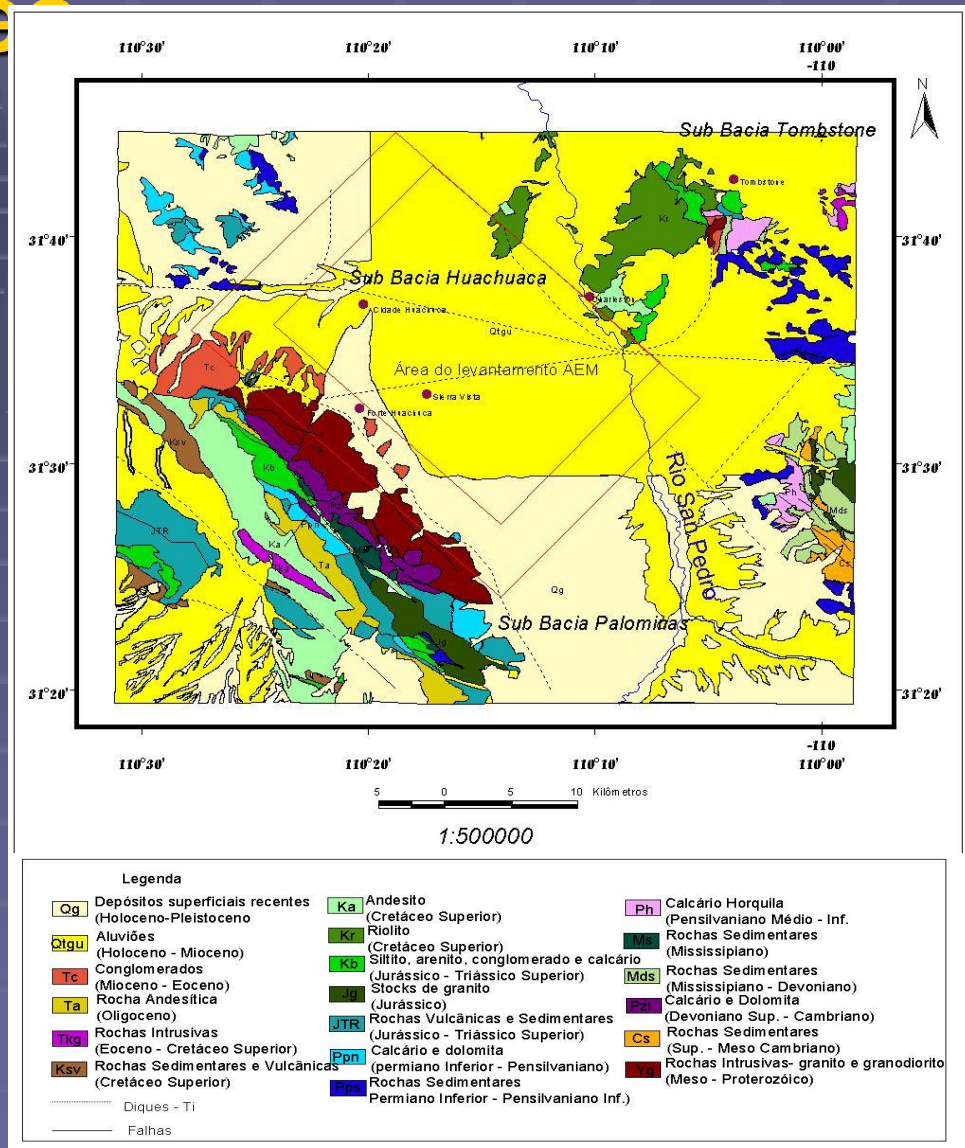 110°30' 110°20' 110°10' 110°00'
-110
N
Sub Bacia Tombstone
Tombstone
Kr
31°40' 31°40'
Sub Bacia Huachuaca
Charleston
Qtgu
Área do levantamento AEM
Tc
Sierra Vista
Forte Huachuca
Ksv
31°30' 31°30'
Kb
Rio San Pedro
Ph
Mds
JTR
Ppn
Ka
Ta
Tkg
Cs
Qg
Sub Bacia Palominas
Jg
31°20' 31°20'
-110
110°30' 110°20' 110°10' 110°00'
5 0 5 10 Kilômetros
1:500000
Legenda
Qg Depósitos superficiais recentes
(Holoceno-Pleistoceno
Qtgu Aluviões
(Holoceno - Mioceno)
Tc Conglomerados
(Mioceno - Eoceno)
Ta Rocha Andesítica
(Oligoceno)
Tkg Rochas Intrusivas
(Eoceno - Cretáceo Superior)
Ksv Rochas Sedimentares e Vulcânicas
(Cretáceo Superior)
Diques - Ti
Falhas
Ka Andesito
(Cretáceo Superior)
Kr Riolito
(Cretáceo Superior)
Kb Siltito, arenito, conglomerado e calcário
(Jurássico - Triássico Superior)
Jg Stocks de granito
(Jurássico)
JTR Rochas Vulcânicas e Sedimentares
(Jurássico - Triássico Superior)
Ppn Calcário e dolomita
(permiano Inferior - Pensilvaniano)
Pps Rochas Sedimentares
Permiano Inferior - Pensilvaniano Inf.)
Ph Calcário Horquila
(Pensilvaniano Médio - Inf.
Ms Rochas Sedimentares
(Mississipiano)
Mds Rochas Sedimentares
(Mississipiano - Devoniano)
Pzl Calcário e Dolomita
(Devoniano Sup. - Cambriano)
Cs Rochas Sedimentares
(Sup. - Meso Cambriano)
Yg Rochas Intrusivas- granito e granodiorito
(Meso - Proterozóico)